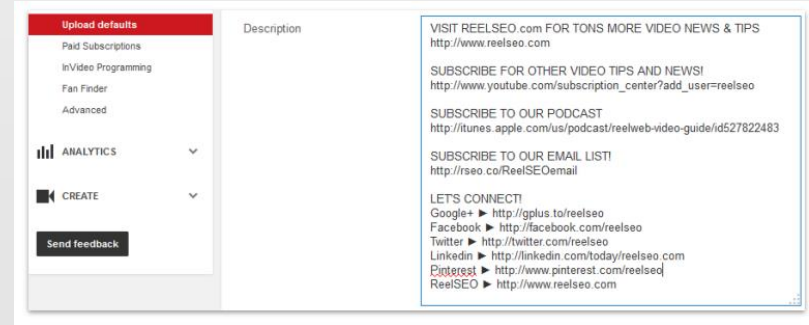 Upload defaults
Paid Subscriptions
InVideo Programming
Fan Finder
Advanced
ANALYTICS
CREATE
Send feedback
Description
VISIT REELSEO.com FOR TONS MORE VIDEO NEWS & TIPS
http://www.reelseo.com
SUBSCRIBE FOR OTHER VIDEO TIPS AND NEWS!
http://www.youtube.com/subscription_center?add_user=reelseo
SUBSCRIBE TO OUR PODCAST
http://itunes.apple.com/us/podcast/reelweb-video-guide/id527822483
SUBSCRIBE TO OUR EMAIL LIST!
http://rseo.co/ReelSEOemail
LET'S CONNECT!
Google+ ► http://gplus.to/reelseo
Facebook ► http://facebook.com/reelseo
Twitter ► http://twitter.com/reelseo
Linkedin ► http://linkedin.com/today/reelseo.com
Pinterest ► http://www.pinterest.com/reelseo
ReelSEO ► http://www.reelseo.com